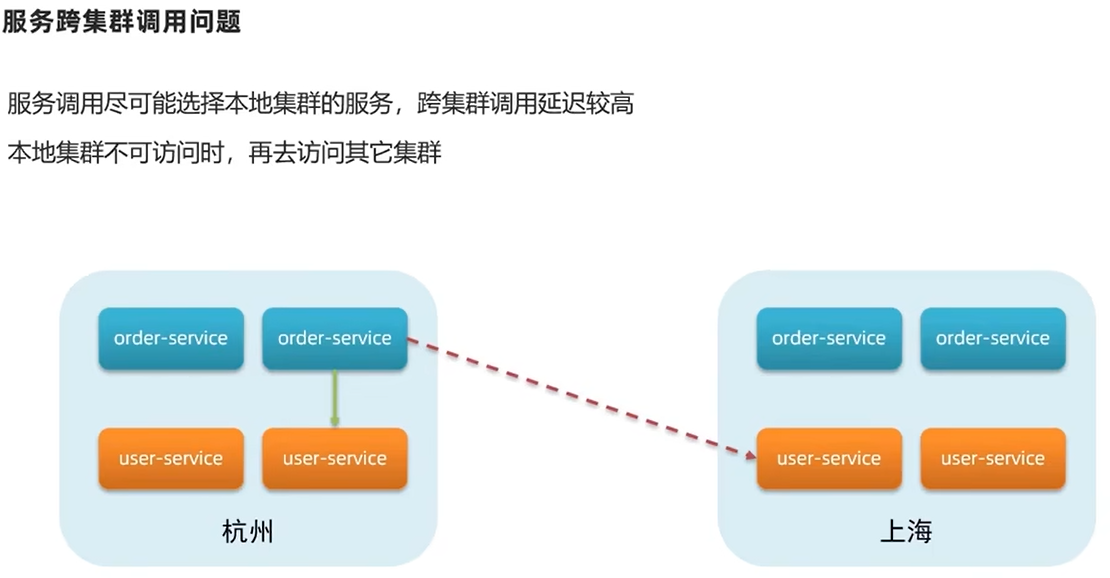 服务跨集群调用问题
服务调用尽可能选择本地集群的服务，跨集群调用延迟较高
本地集群不可访问时，再去访问其它集群
order-service
order-service
order-service
order-service
user-service
user-service
user-service
user-service
杭州
上海